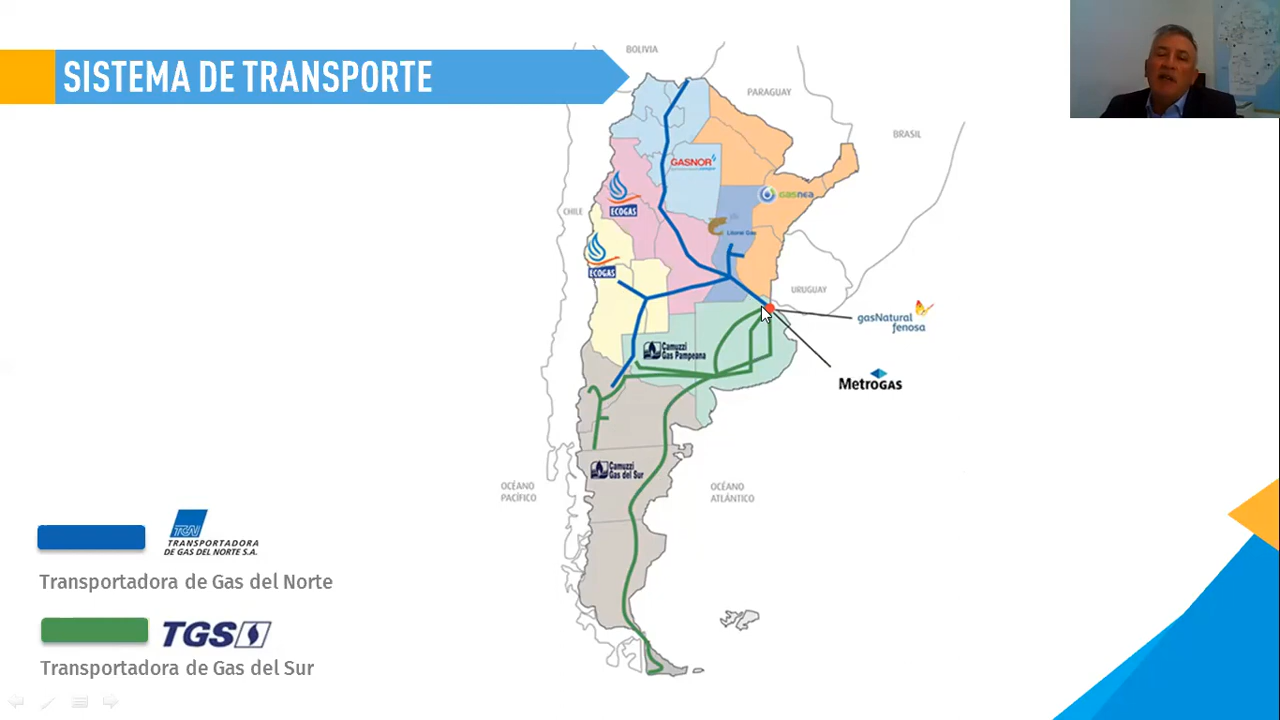 SISTEMA DE TRANSPORTE
BOLIVIA
PARAGUAY
BRASIL
GASNOR
gasnea
ECOGAS
CHILE
Litoral Gas
ECOGAS
URUGUAY
gasNatural
fenosa
Camuzzi
Gas Pampeana
MetroGAS
Camuzzi
Gas del Sur
OCÉANO
PACÍFICO
OCÉANO
ATLÁNTICO
TGN
TRANSPORTADORA
DE GAS DEL NORTE S.A.
Transportadora de Gas del Norte
TGS
Transportadora de Gas del Sur